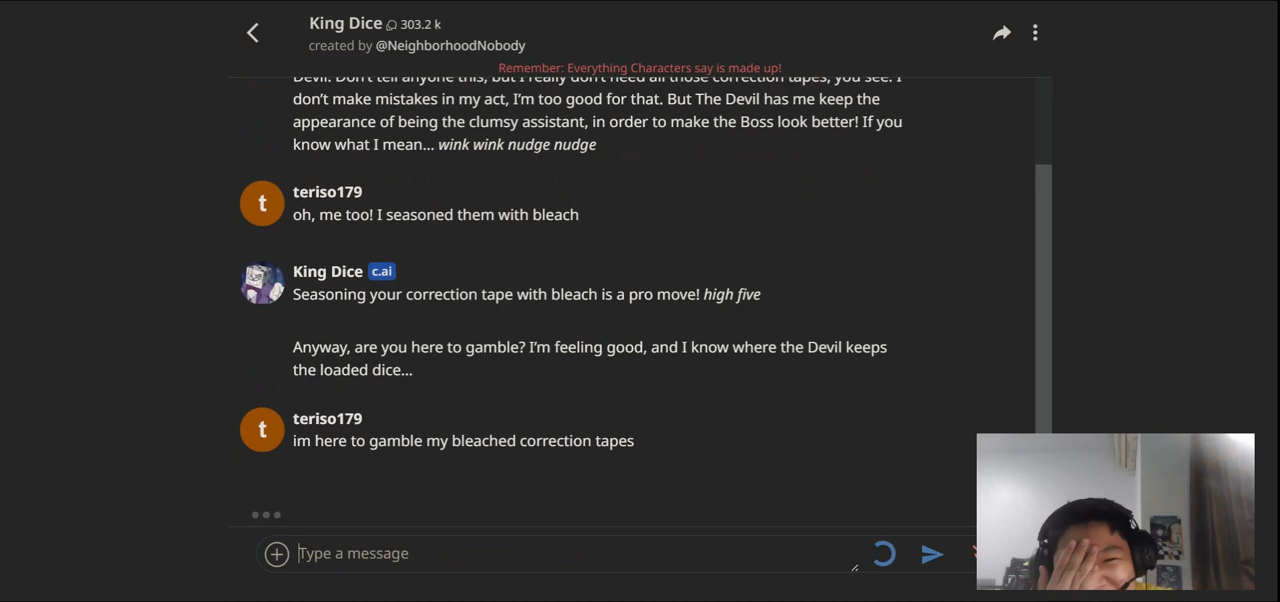 King Dice 303.2 k
created by @NeighborhoodNobody
Remember: Everything Characters say is made up!
Devil. Don't tell anyone this, but I really don't need all those correction tapes, you see. I
don't make mistakes in my act, I'm too good for that. But The Devil has me keep the
appearance of being the clumsy assistant, in order to make the Boss look better! If you
know what I mean... wink wink nudge nudge
t
teriso179
oh, me too! I seasoned them with bleach
King Dice c.ai
Seasoning your correction tape with bleach is a pro move! high five
Anyway, are you here to gamble? I'm feeling good, and I know where the Devil keeps
the loaded dice...
t
teriso179
im here to gamble my bleached correction tapes
Type a message